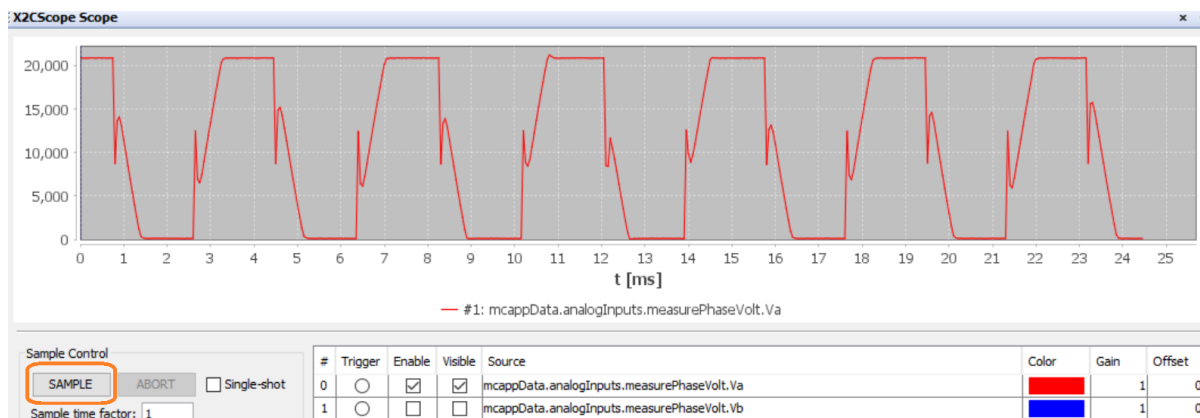 X2CScope Scope
x
20,000
15,000
10,000
5,000
0
0 1 2 3 4 5 6 7 8 9 10 11 12 13 14 15 16 17 18 19 20 21 22 23 24 25
t [ms]
#1: mcappData.analogInputs.measurePhaseVolt.Va
Sample Control
SAMPLE ABORT Single-shot
Sample time factor: 1
# Trigger Enable Visible Source Color Gain Offset
0 mcappData.analogInputs.measurePhaseVolt.Va 1 0
1 mcappData.analogInputs.measurePhaseVolt.Vb 1 0